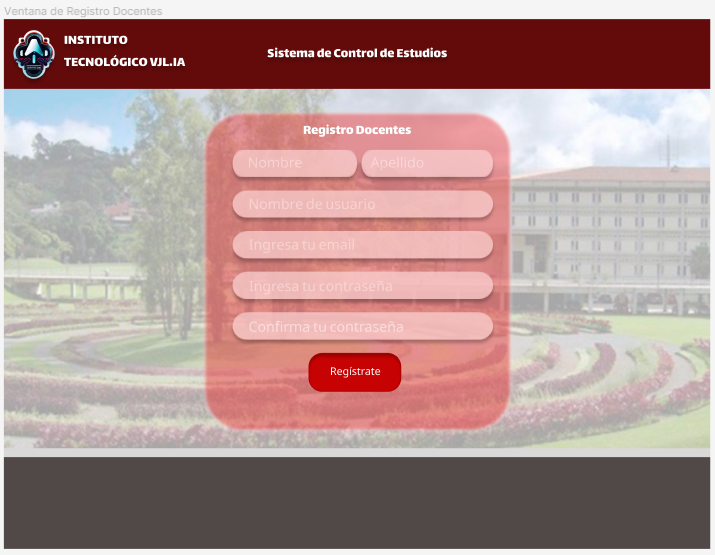 Ventana de Registro Docentes
INSTITUTO
TECNOLÓGICO VJL.IA
Sistema de Control de Estudios
Registro Docentes
Nombre
Apellido
Nombre de usuario
Ingresa tu email
Ingresa tu contraseña
Confirma tu contraseña
Regístrate